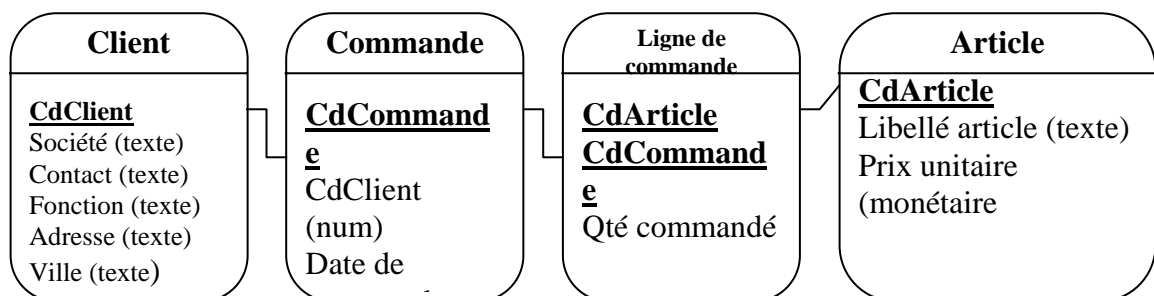 Client
CdClient
Société (texte)
Contact (texte)
Fonction (texte)
Adresse (texte)
Ville (texte)
Commande
CdCommand
e
CdClient
(num)
Date de
Ligne de
commande
CdArticle
CdCommand
e
Qté commandé
Article
CdArticle
Libellé article (texte)
Prix unitaire
(monétaire